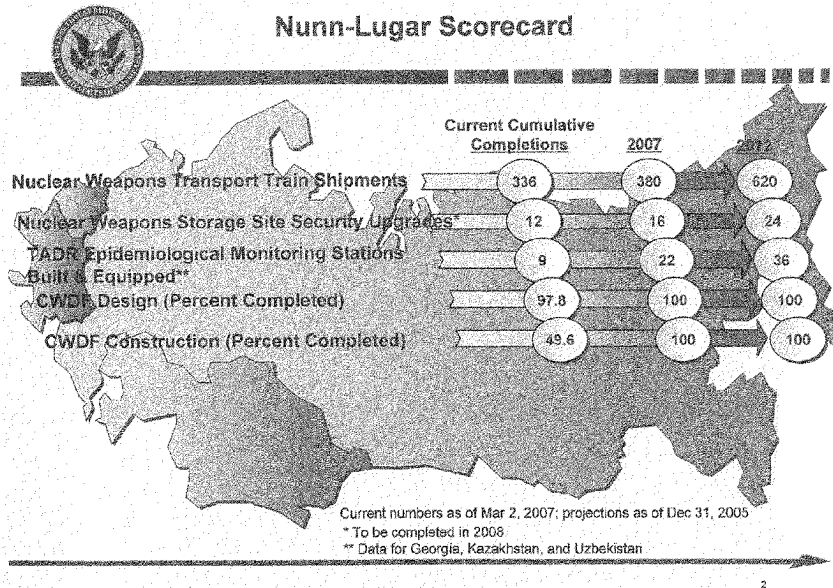 Nunn-Lugar Scorecard
Current Cumulative
Completions 2007 2012
Nuclear Weapons Transport Train Shipments 336 380 620
Nuclear Weapons Storage Site Security Upgrades* 12 16 24
TADR Epidemiological Monitoring Stations
Built & Equipped** 9 22 36
CWDF Design (Percent Completed) 97.8 100 100
CWDF Construction (Percent Completed) 49.6 100 100
Current numbers as of Mar 2, 2007; projections as of Dec 31, 2005
* To be completed in 2008
** Data for Georgia, Kazakhstan, and Uzbekistan
2